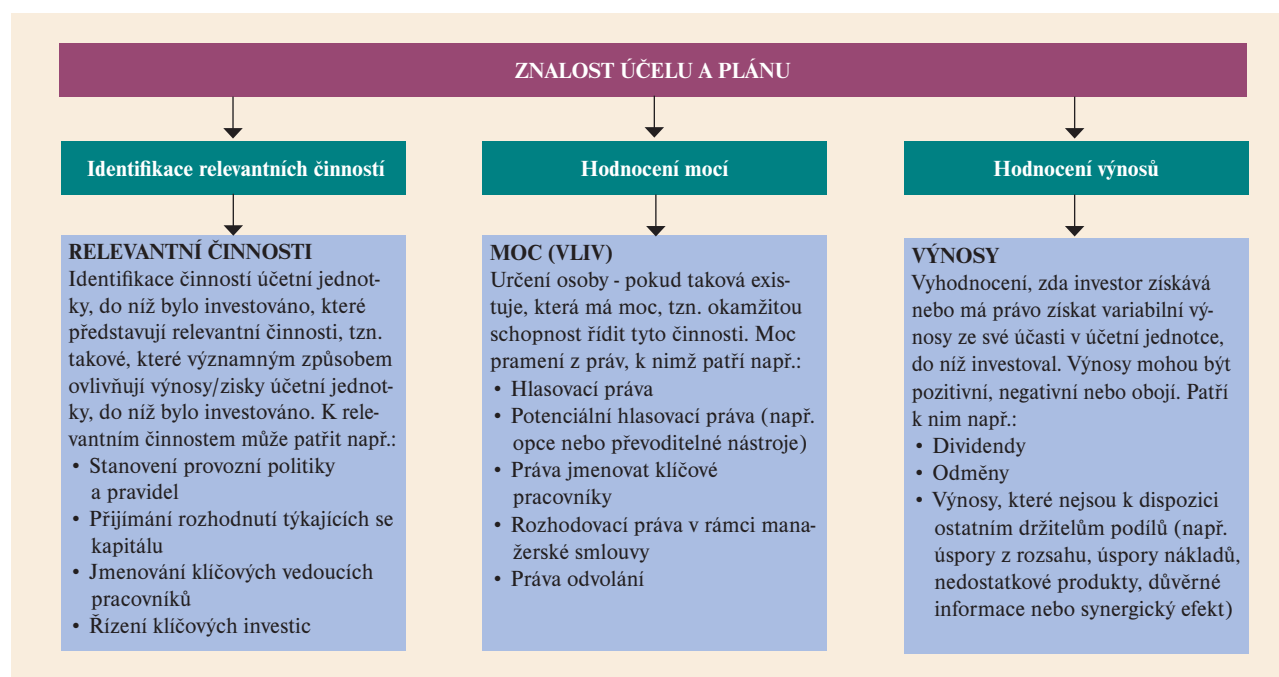 ZNALOST ÚČELU A PLÁNU
Identifikace relevantních činností
RELEVANTNÍ ČINNOSTI
Identifikace činností účetní jednot-
ky, do níž bylo investováno, které
představují relevantní činnosti, tzn.
takové, které významným způsobem
ovlivňují výnosy/zisky účetní jednot-
ky, do níž bylo investováno. K rele-
vantním činnostem může patřit např.:
• Stanovení provozní politiky
a pravidel
• Přijímání rozhodnutí týkajících se
kapitálu
• Jmenování klíčových vedoucích
pracovníků
• Řízení klíčových investic
Hodnocení mocí
MOC (VLIV)
Určení osoby - pokud taková exis-
tuje, která má moc, tzn. okamžitou
schopnost řídit tyto činnosti. Moc
pramení z práv, k nimž patří např.:
• Hlasovací práva
• Potenciální hlasovací práva (např.
opce nebo převoditelné nástroje)
• Práva jmenovat klíčové
pracovníky
• Rozhodovací práva v rámci mana-
žerské smlouvy
• Práva odvolání
Hodnocení výnosů
VÝNOSY
Vyhodnocení, zda investor získává
nebo má právo získat variabilní vý-
nosy ze své účasti v účetní jednotce,
do níž investoval. Výnosy mohou být
pozitivní, negativní nebo obojí. Patří
k nim např.:
• Dividendy
• Odměny
• Výnosy, které nejsou k dispozici
ostatním držitelům podílů (např.
úspory z rozsahu, úspory nákladů,
nedostatkové produkty, důvěrné
informace nebo synergický efekt)